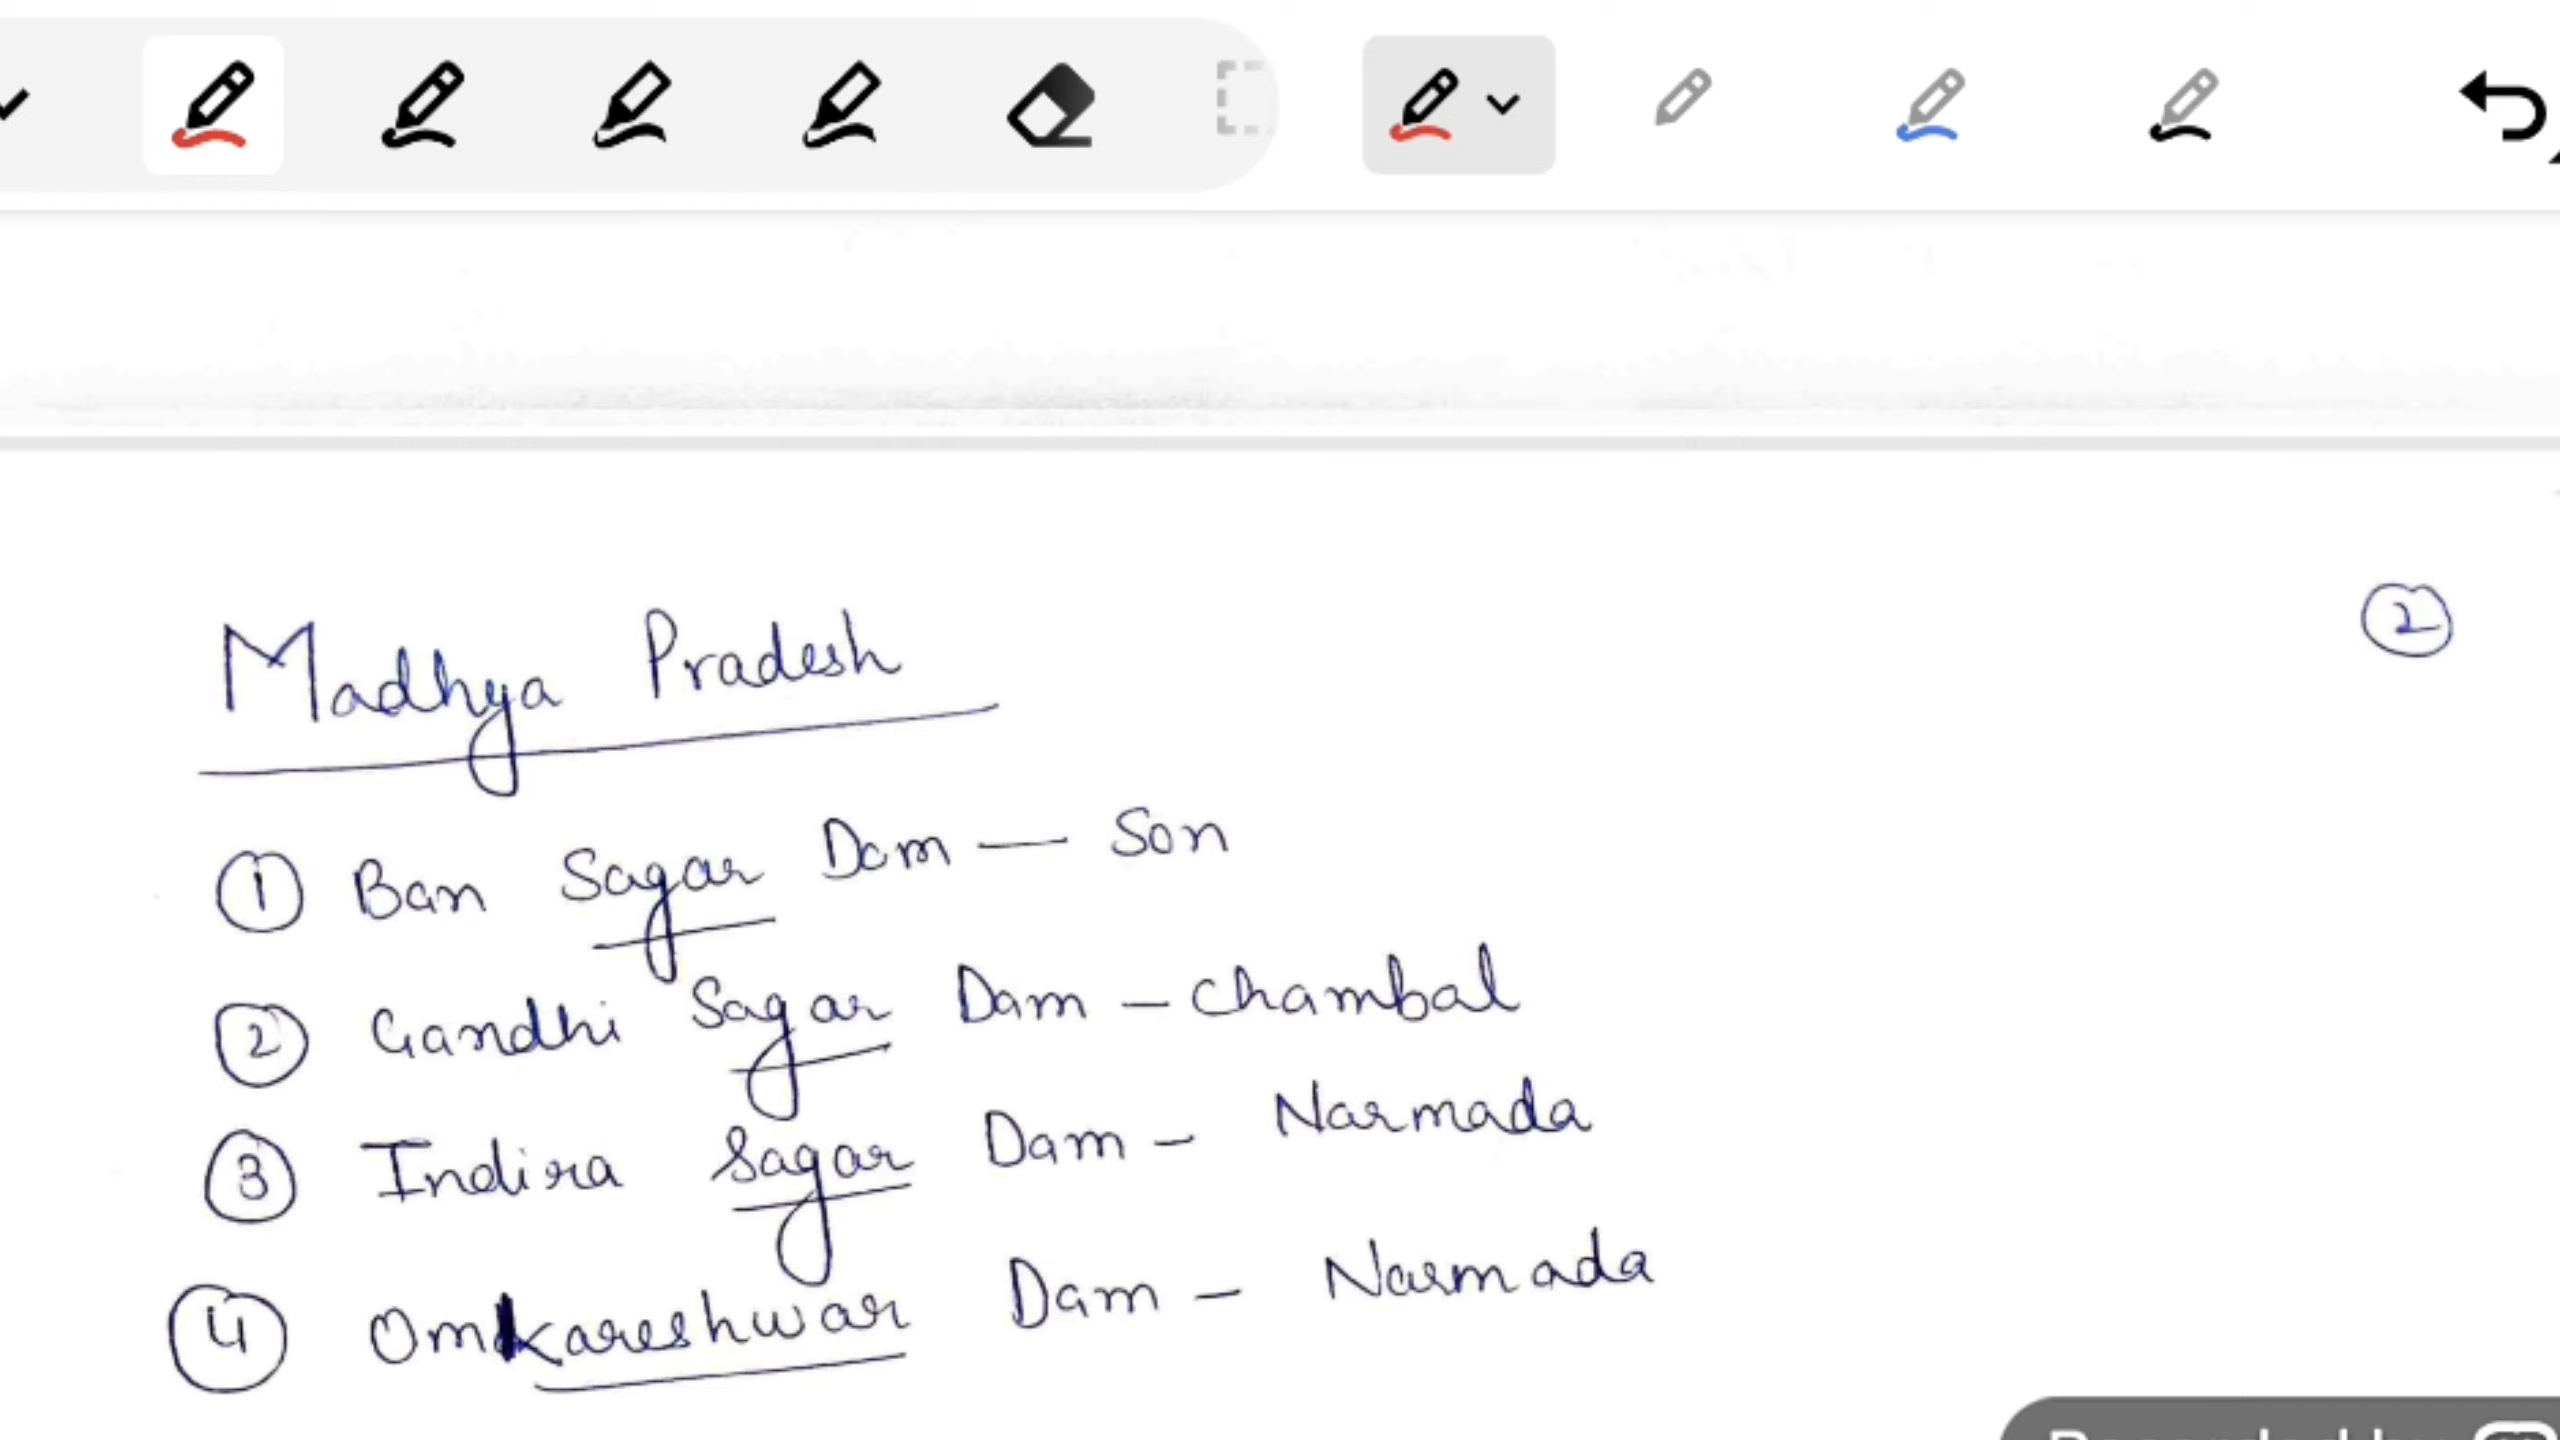 Madhya Pradesh
2
1 Ban Sagar Dam — Son
2 Gandhi Sagar Dam - Chambal
3 Indira Sagar Dam - Narmada
4 Omkareshwar Dam - Narmada